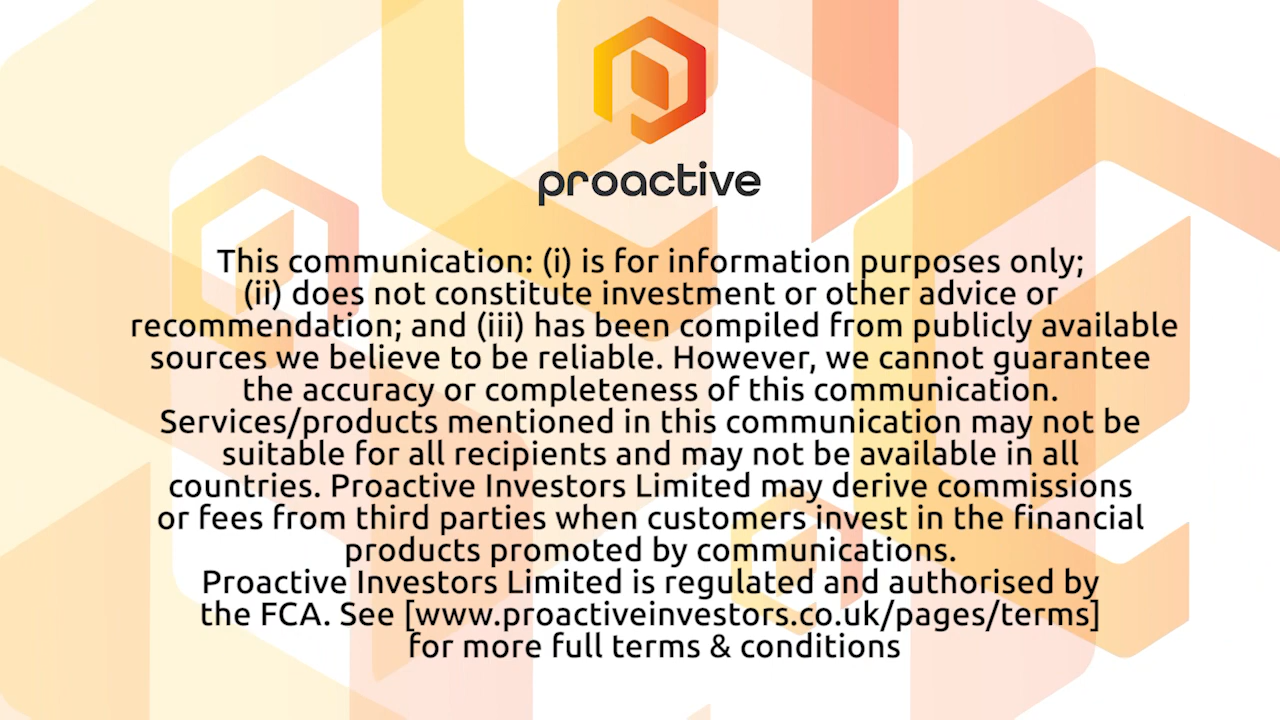 proactive
This communication: (i) is for information purposes only;
(ii) does not constitute investment or other advice or
recommendation; and (iii) has been compiled from publicly available
sources we believe to be reliable. However, we cannot guarantee
the accuracy or completeness of this communication.
Services/products mentioned in this communication may not be
suitable for all recipients and may not be available in all
countries. Proactive Investors Limited may derive commissions
or fees from third parties when customers invest in the financial
products promoted by communications.
Proactive Investors Limited is regulated and authorised by
the FCA. See [www.proactiveinvestors.co.uk/pages/terms]
for more full terms & conditions